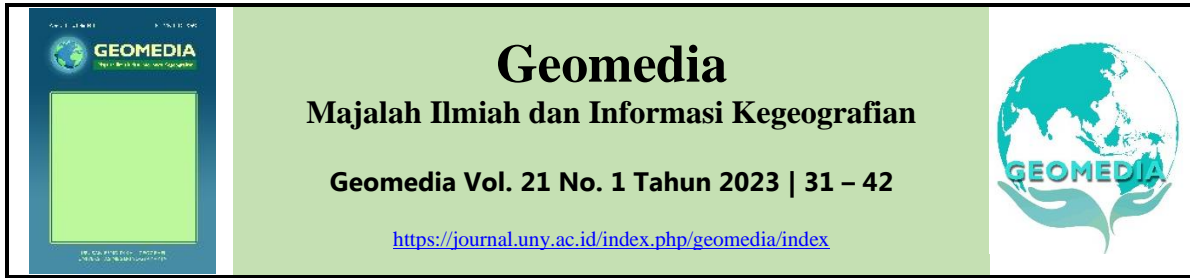 GEOMEDIA
Geomedia
Majalah Ilmiah dan Informasi Kegeografian
Geomedia Vol. 21 No. 1 Tahun 2023 | 31 – 42
https://journal.uny.ac.id/index.php/geomedia/index
GEOMEDIA